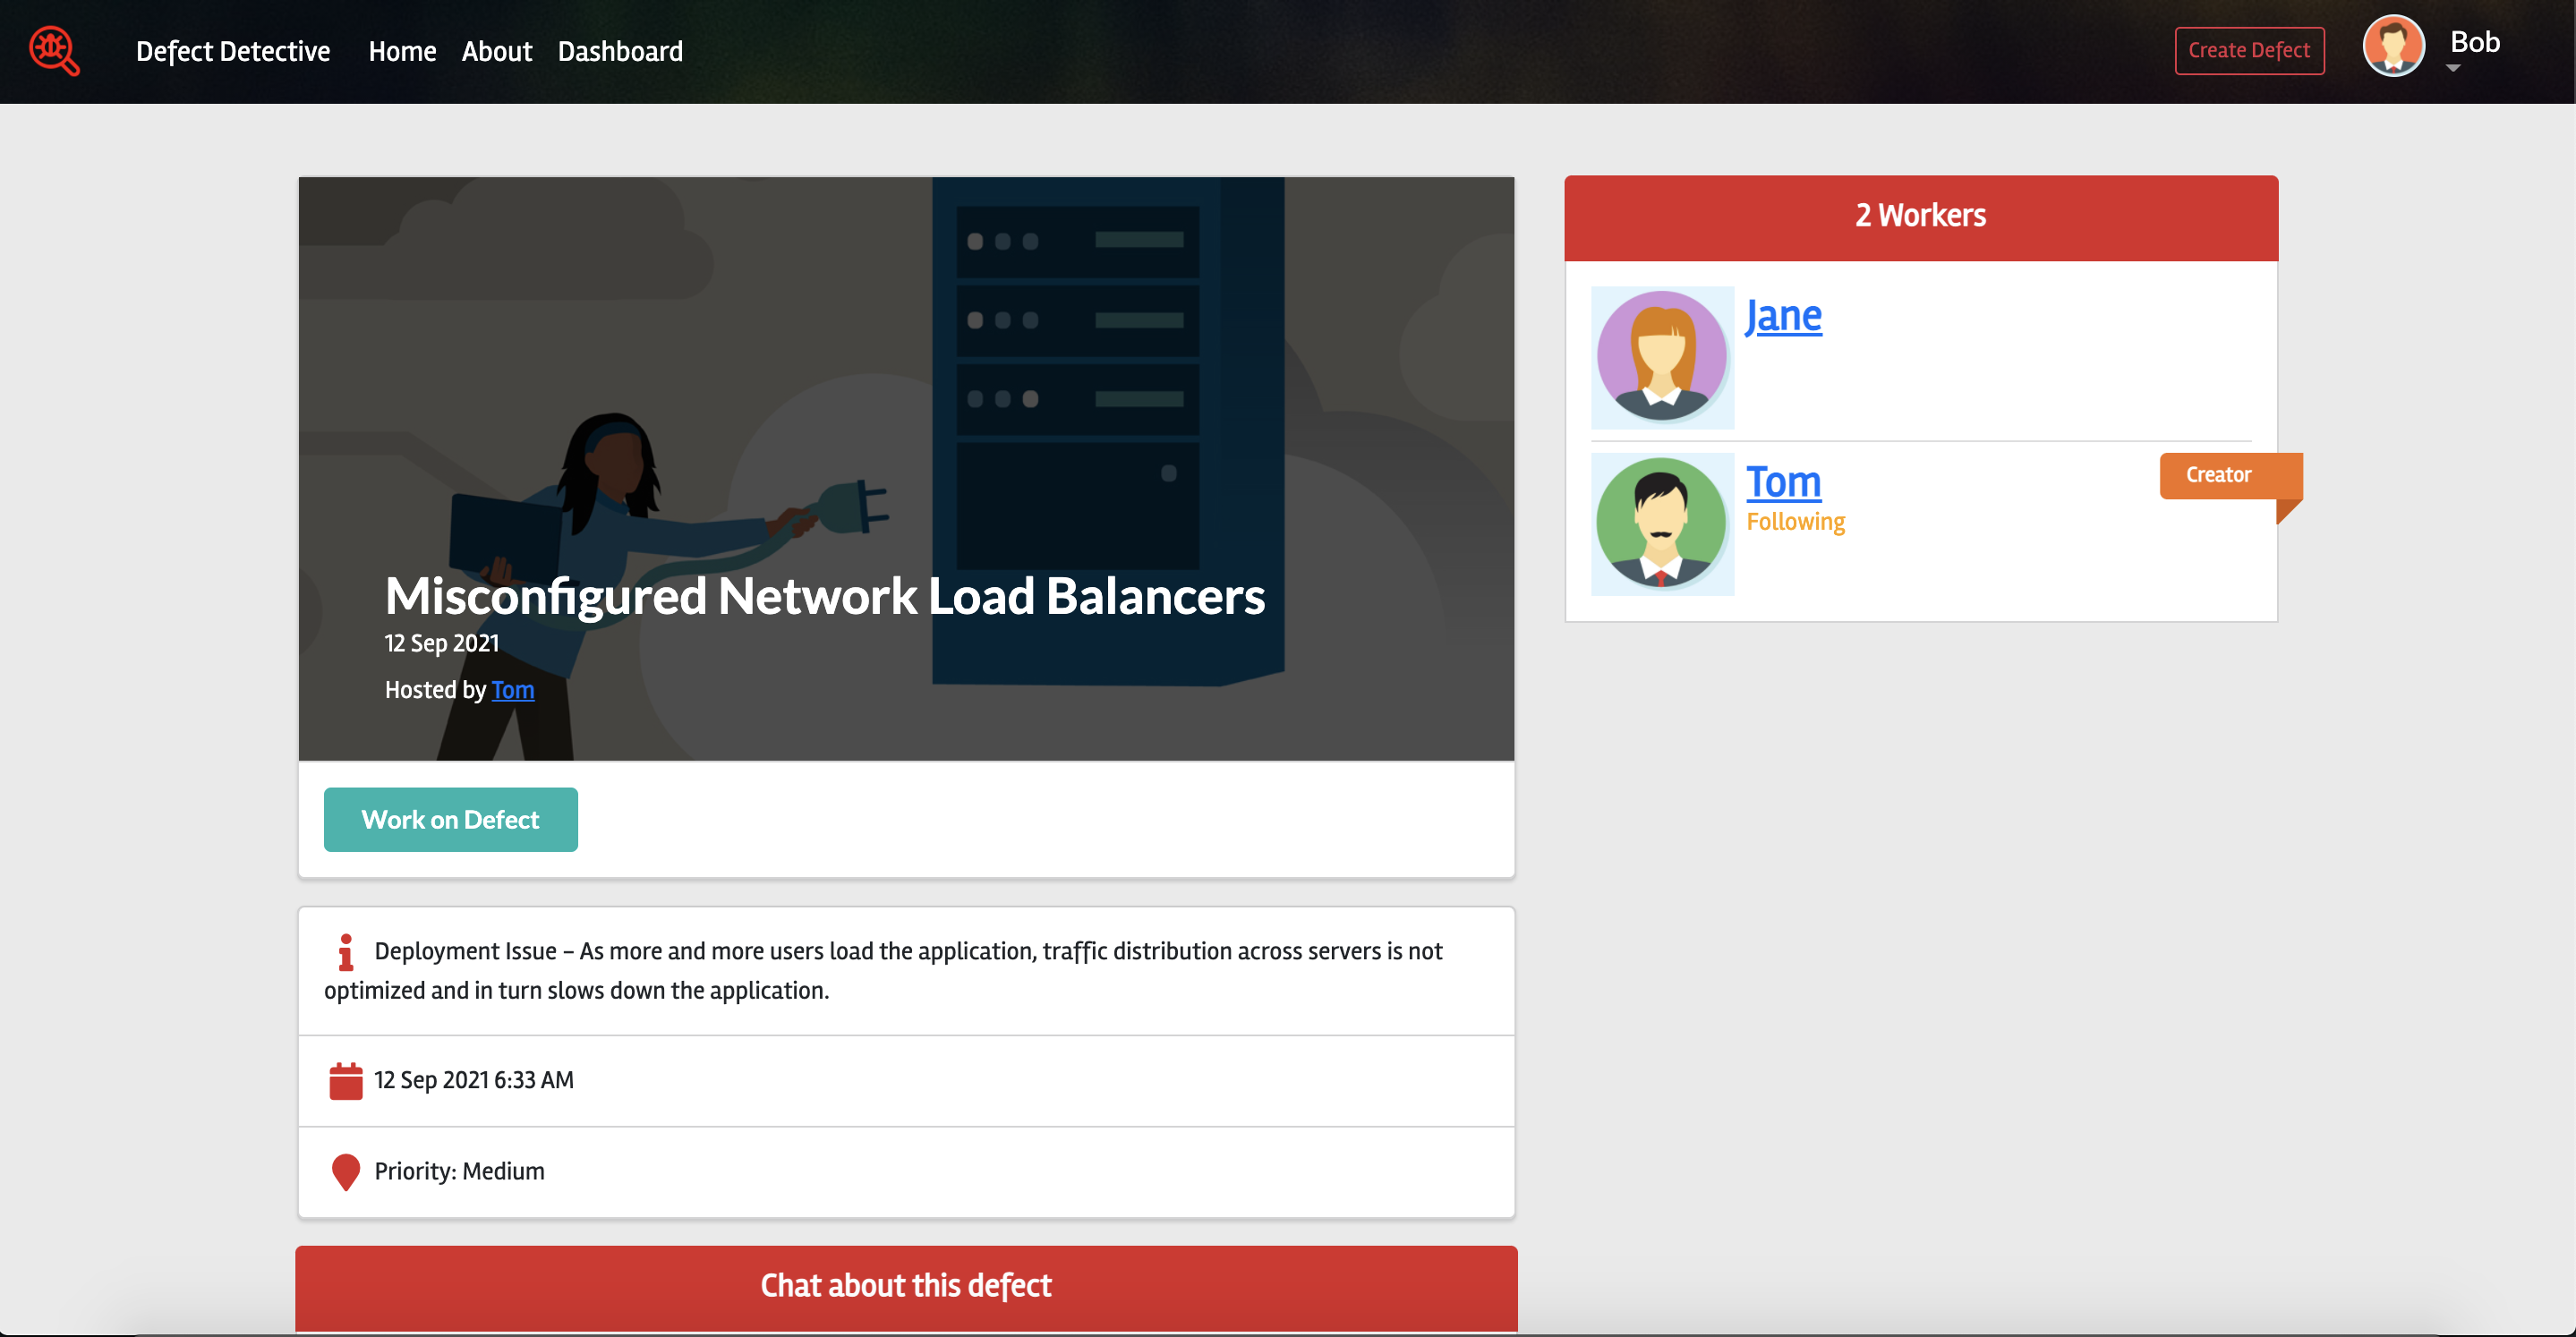 Defect Detective Home About Dashboard Create Defect Bob
Misconfigured Network Load Balancers
12 Sep 2021
Hosted by Tom
Work on Defect
Deployment Issue – As more and more users load the application, traffic distribution across servers is not
optimized and in turn slows down the application.
12 Sep 2021 6:33 AM
Priority: Medium
Chat about this defect
2 Workers
Jane
Tom
Following
Creator